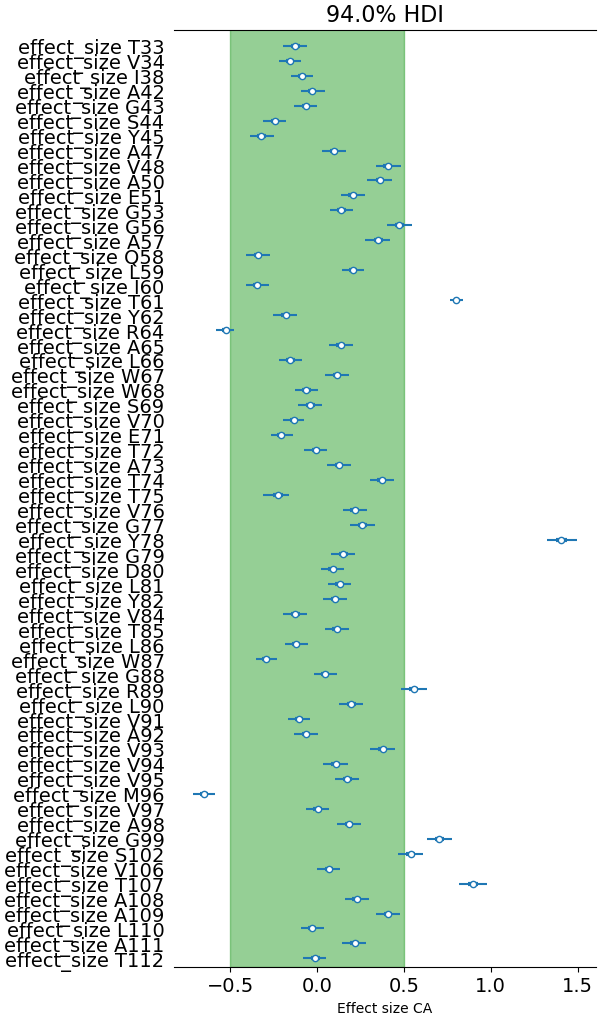 94.0% HDI
effect_size T33
effect_size V34
effect_size I38
effect_size A42
effect_size G43
effect_size S44
effect_size Y45
effect_size A47
effect_size V48
effect_size A50
effect_size E51
effect_size G53
effect_size G56
effect_size A57
effect_size Q58
effect_size L59
effect_size I60
effect_size T61
effect_size Y62
effect_size R64
effect_size A65
effect_size L66
effect_size W67
effect_size W68
effect_size S69
effect_size V70
effect_size E71
effect_size T72
effect_size A73
effect_size T74
effect_size T75
effect_size V76
effect_size G77
effect_size Y78
effect_size G79
effect_size D80
effect_size L81
effect_size Y82
effect_size V84
effect_size T85
effect_size L86
effect_size W87
effect_size G88
effect_size R89
effect_size L90
effect_size V91
effect_size A92
effect_size V93
effect_size V94
effect_size V95
effect_size M96
effect_size V97
effect_size A98
effect_size G99
effect_size S102
effect_size V106
effect_size T107
effect_size A108
effect_size A109
effect_size L110
effect_size A111
effect_size T112
−0.5 0.0 0.5 1.0 1.5
Effect size CA